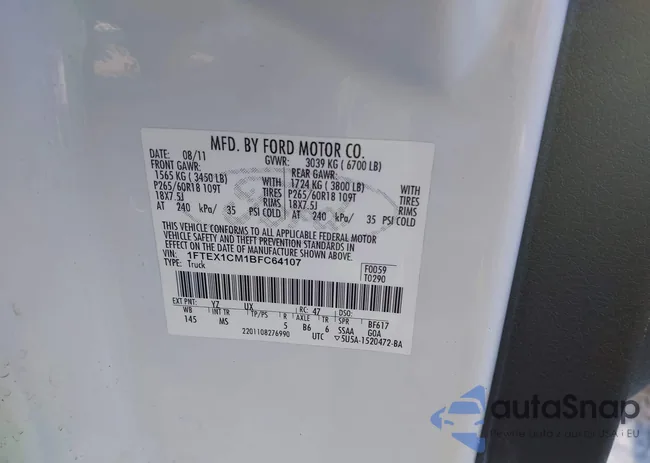 MFD. BY FORD MOTOR CO.
DATE: 08/11 GVWR: 3039 KG ( 6700 LB)
FRONT GAWR: REAR GAWR:
1565 KG ( 3450 LB) WITH 1724 KG ( 3800 LB) WITH
P265/60R18 109T TIRES P265/60R18 109T TIRES
18X7.5J RIMS 18X7.5J RIMS
AT 240 kPa/ 35 PSI COLD AT 240 kPa/ 35 PSI COLD
THIS VEHICLE CONFORMS TO ALL APPLICABLE FEDERAL MOTOR
VEHICLE SAFETY AND THEFT PREVENTION STANDARDS IN
EFFECT ON THE DATE OF MANUFACTURE SHOWN ABOVE.
VIN: 1FTEX1CM1BFC64107 F0059
TYPE: Truck T0290
EXT PNT: YZ UX RC: 47 DSO:
WB INT TR TP/PS R AXLE TR SPR BF617
145 MS 5 B6 6 SSAA GOA
2201108276990 UTC ▽SU5A-1520472-BA
autoSnap